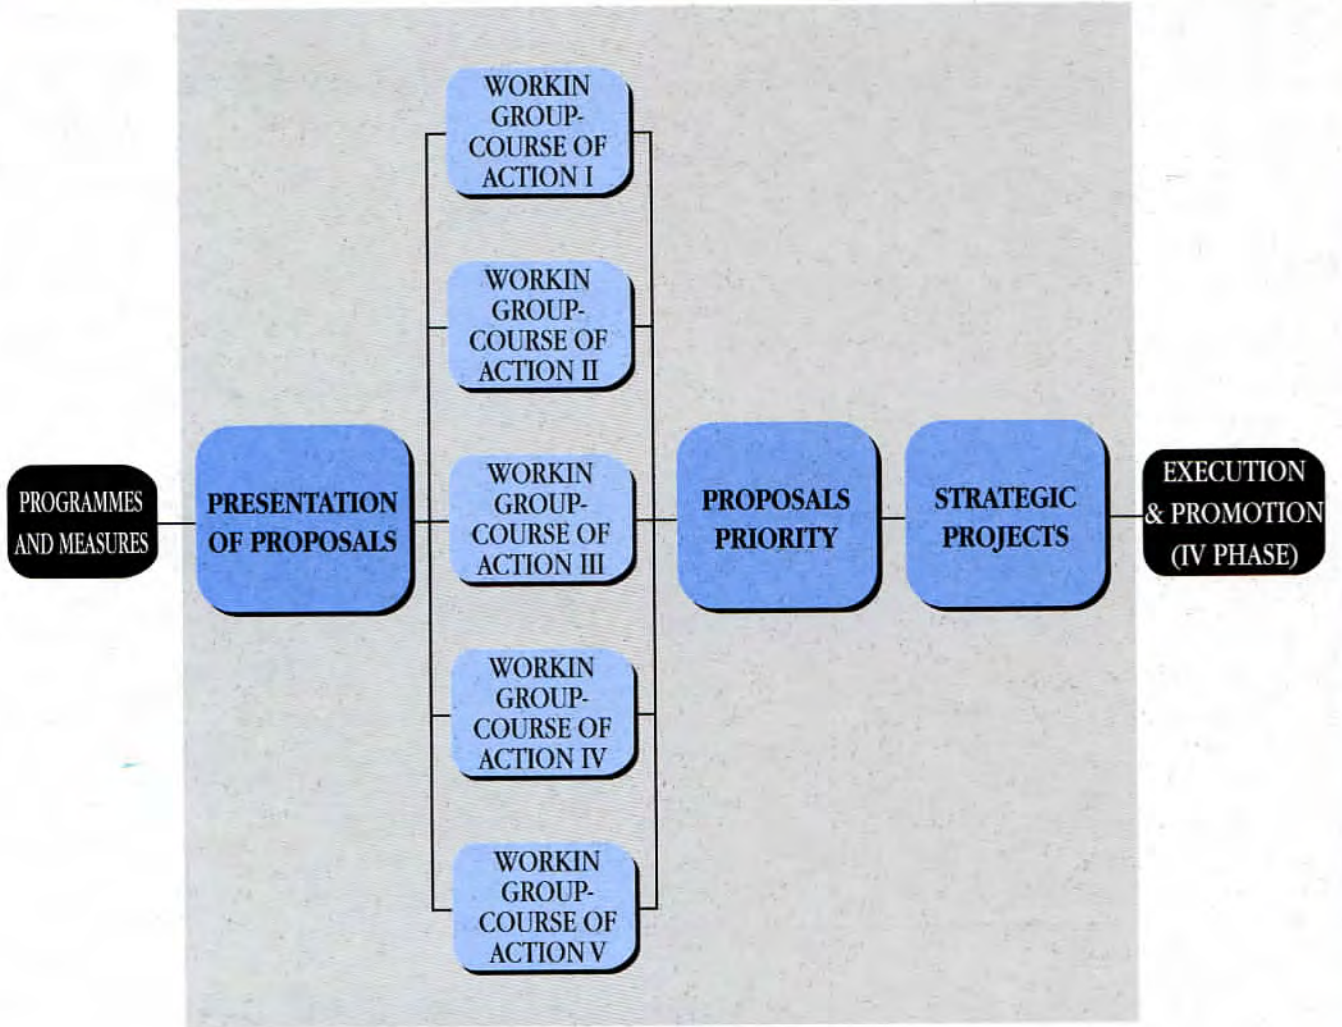 PROGRAMMES
AND MEASURES
PRESENTATION
OF PROPOSALS
WORKIN
GROUP-
COURSE OF
ACTION I
WORKIN
GROUP-
COURSE OF
ACTION II
WORKIN
GROUP-
COURSE OF
ACTION III
WORKIN
GROUP-
COURSE OF
ACTION IV
WORKIN
GROUP-
COURSE OF
ACTION V
PROPOSALS
PRIORITY
STRATEGIC
PROJECTS
EXECUTION
& PROMOTION
(IV PHASE)